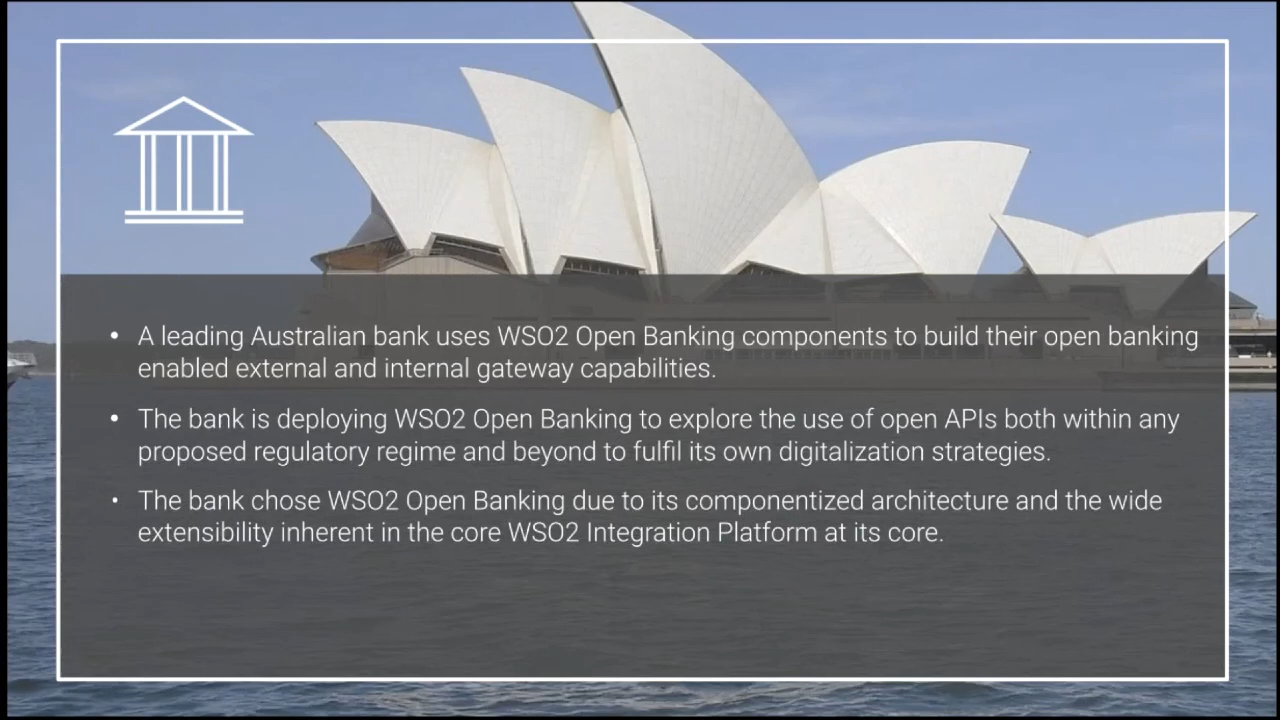 • A leading Australian bank uses WSO2 Open Banking components to build their open banking
enabled external and internal gateway capabilities.
• The bank is deploying WSO2 Open Banking to explore the use of open APIs both within any
proposed regulatory regime and beyond to fulfil its own digitalization strategies.
• The bank chose WSO2 Open Banking due to its componentized architecture and the wide
extensibility inherent in the core WSO2 Integration Platform at its core.